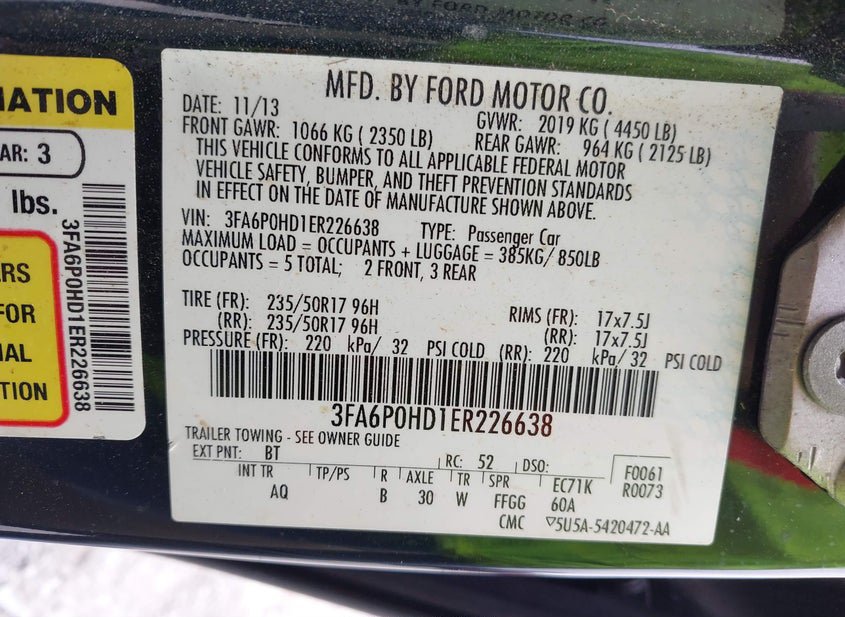 BY FORD MOTOR CO.
MATION
AR: 3
lbs.
3FA6P0HD1ER226638
ERS
FOR
IAL
TION
MFD. BY FORD MOTOR CO.
DATE: 11/13 GVWR: 2019 KG ( 4450 LB)
FRONT GAWR: 1066 KG ( 2350 LB) REAR GAWR: 964 KG ( 2125 LB)
THIS VEHICLE CONFORMS TO ALL APPLICABLE FEDERAL MOTOR
VEHICLE SAFETY, BUMPER, AND THEFT PREVENTION STANDARDS
IN EFFECT ON THE DATE OF MANUFACTURE SHOWN ABOVE.
VIN: 3FA6P0HD1ER226638 TYPE: Passenger Car
MAXIMUM LOAD = OCCUPANTS + LUGGAGE = 385KG/ 850LB
OCCUPANTS = 5 TOTAL; 2 FRONT, 3 REAR
TIRE (FR): 235/50R17 96H RIMS (FR): 17x7.5J
(RR): 235/50R17 96H (RR): 17x7.5J
PRESSURE (FR): 220 kPa/ 32 PSI COLD (RR): 220 kPa/ 32 PSI COLD
3FA6P0HD1ER226638
TRAILER TOWING - SEE OWNER GUIDE
EXT PNT: BT RC: 52 DSO: F0061
INT TR TP/PS R AXLE TR SPR EC71K R0073
AQ B 30 W FFGG 60A
CMC ▽5U5A-5420472-AA